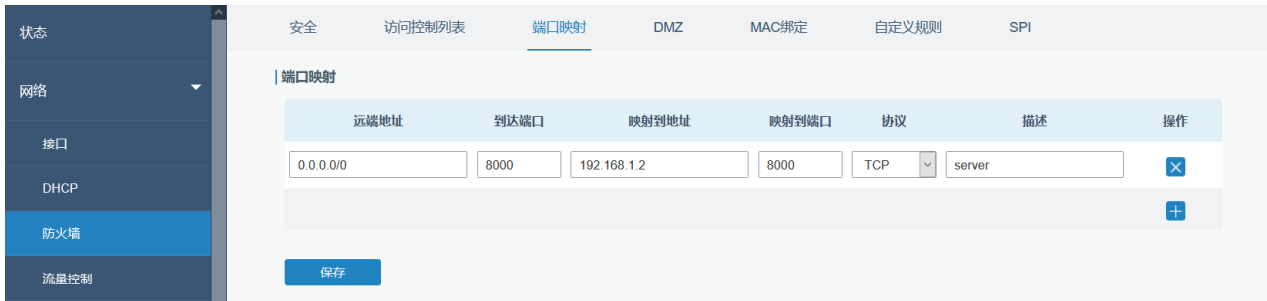 状态
网络
接口
DHCP
防火墙
流量控制
安全 访问控制列表 端口映射 DMZ MAC绑定 自定义规则 SPI
端口映射
远端地址 到达端口 映射到地址 映射到端口 协议 描述 操作
0.0.0.0/0 8000 192.168.1.2 8000 TCP server
保存